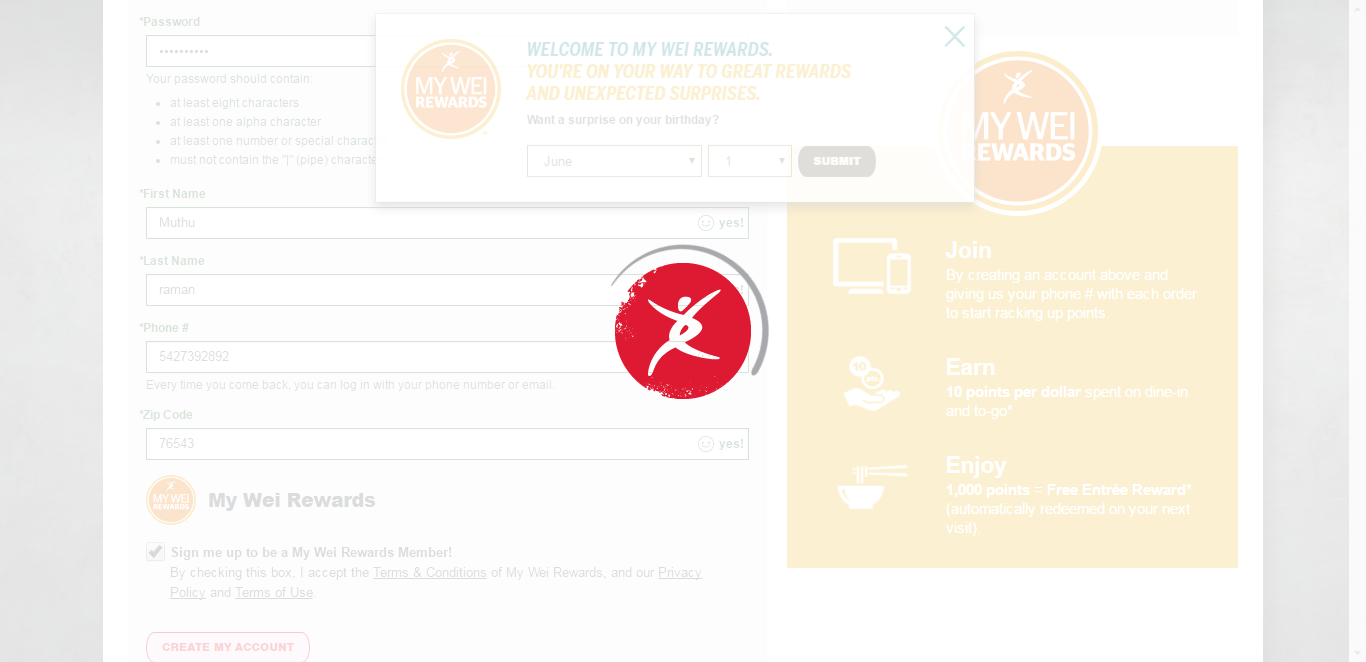 *Password
••••••••••
Your password should contain:
at least eight characters
at least one alpha character
at least one number or special
must not contain the "|" (pipe)
WELCOME TO MY WEI REWARDS.
YOU'RE ON YOUR WAY TO GREAT REWARDS
AND UNEXPECTED SURPRISES.
Want a surprise on your birthday?
June
1
SUBMIT
MY WEI
REWARDS
*First Name
Muthu
yes!
*Last Name
raman
*Phone #
5427392892
Every time you come back, you can log in with your phone number or email.
*Zip Code
76543
yes!
MY WEI
REWARDS
My Wei Rewards
Sign me up to be a My Wei Rewards Member!
By checking this box, I accept the Terms & Conditions of My Wei Rewards, and our Privacy
Policy and Terms of Use.
CREATE MY ACCOUNT
MY WEI
REWARDS
Join
By creating an account above and
giving us your phone # with each order
to start racking up points.
10
pts
Earn
10 points per dollar spent on dine-in
and to-go*
Enjoy
1,000 points = Free Entrée Reward*
(automatically redeemed on your next
visit).